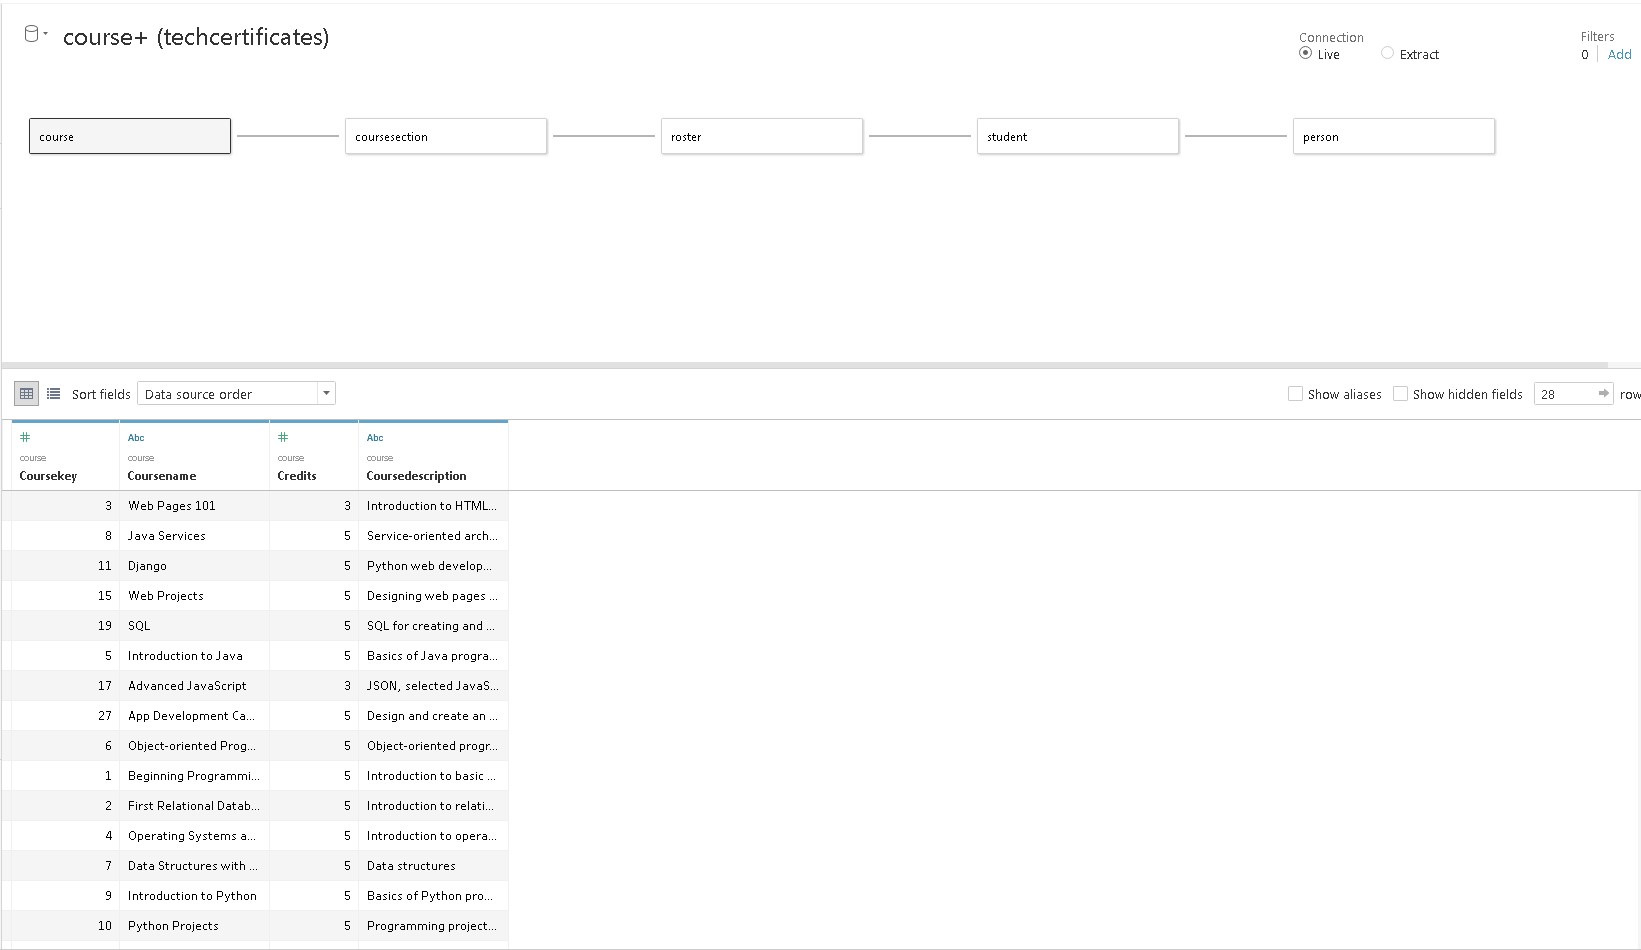 course+ (techcertificates)
Connection
Live Extract
Filters
0 Add
course coursesection roster student person
Sort fields Data source order Show aliases Show hidden fields 28 row
# Abc # Abc
course course course course
Coursekey Coursename Credits Coursedescription
3 Web Pages 101 3 Introduction to HTML...
8 Java Services 5 Service-oriented arch...
11 Django 5 Python web develop...
15 Web Projects 5 Designing web pages ...
19 SQL 5 SQL for creating and ...
5 Introduction to Java 5 Basics of Java progra...
17 Advanced JavaScript 3 JSON, selected JavaS...
27 App Development Ca... 5 Design and create an ...
6 Object-oriented Prog... 5 Object-oriented progr...
1 Beginning Programmi... 5 Introduction to basic ...
2 First Relational Datab... 5 Introduction to relati...
4 Operating Systems a... 5 Introduction to opera...
7 Data Structures with ... 5 Data structures
9 Introduction to Python 5 Basics of Python pro...
10 Python Projects 5 Programming project...